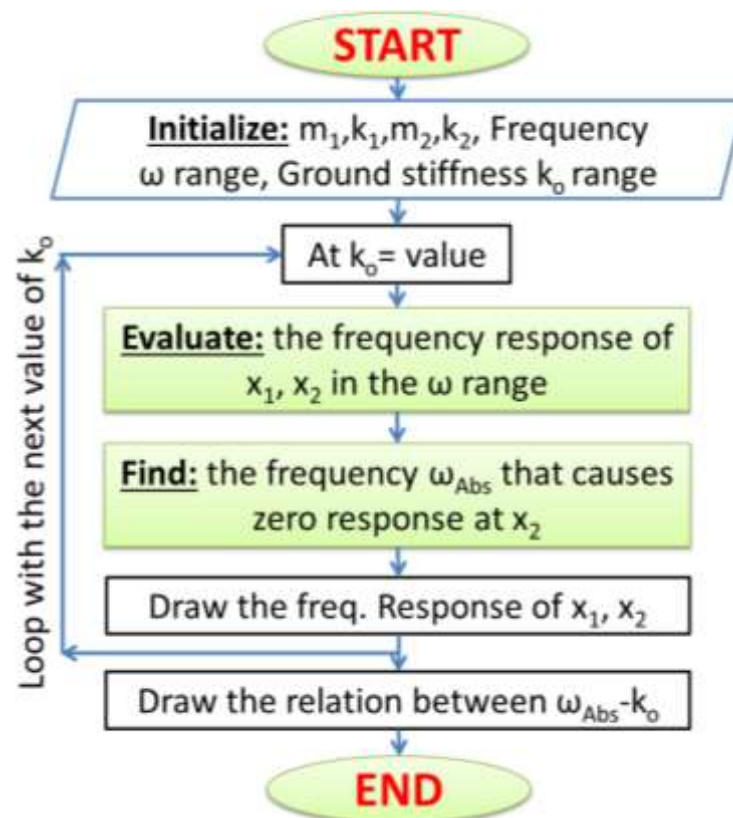 START
Initialize: m₁,k₁,m₂,k₂, Frequency
ω range, Ground stiffness kₒ range
At kₒ= value
Loop with the next value of kₒ
Evaluate: the frequency response of
x₁, x₂ in the ω range
Find: the frequency ω_Abs that causes
zero response at x₂
Draw the freq. Response of x₁, x₂
Draw the relation between ω_Abs-kₒ
END